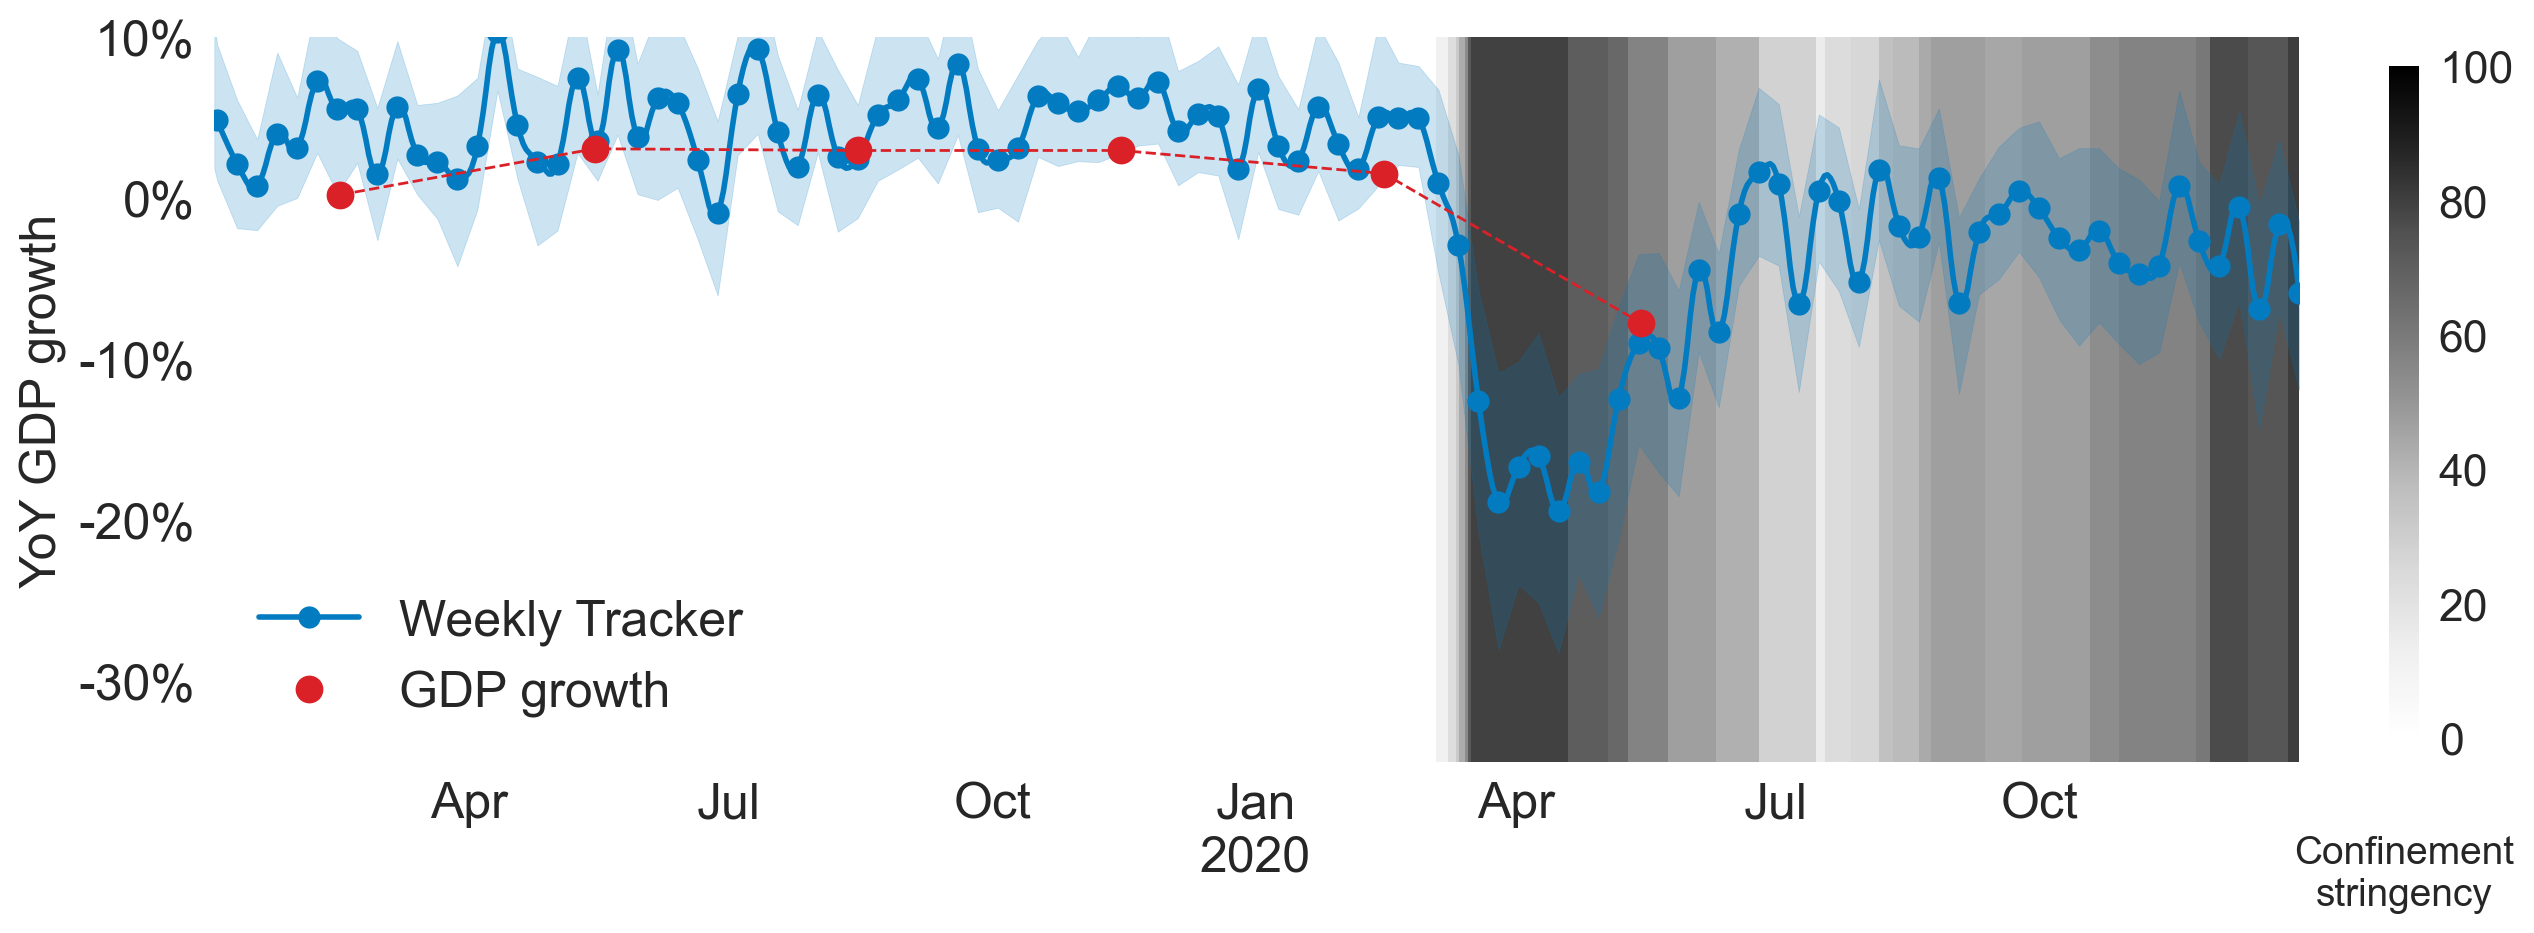 10%
0%
-10%
-20%
-30%
YoY GDP growth
Weekly Tracker
GDP growth
Apr
Jul
Oct
Jan
2020
Apr
Jul
Oct
100
80
60
40
20
0
Confinement
stringency